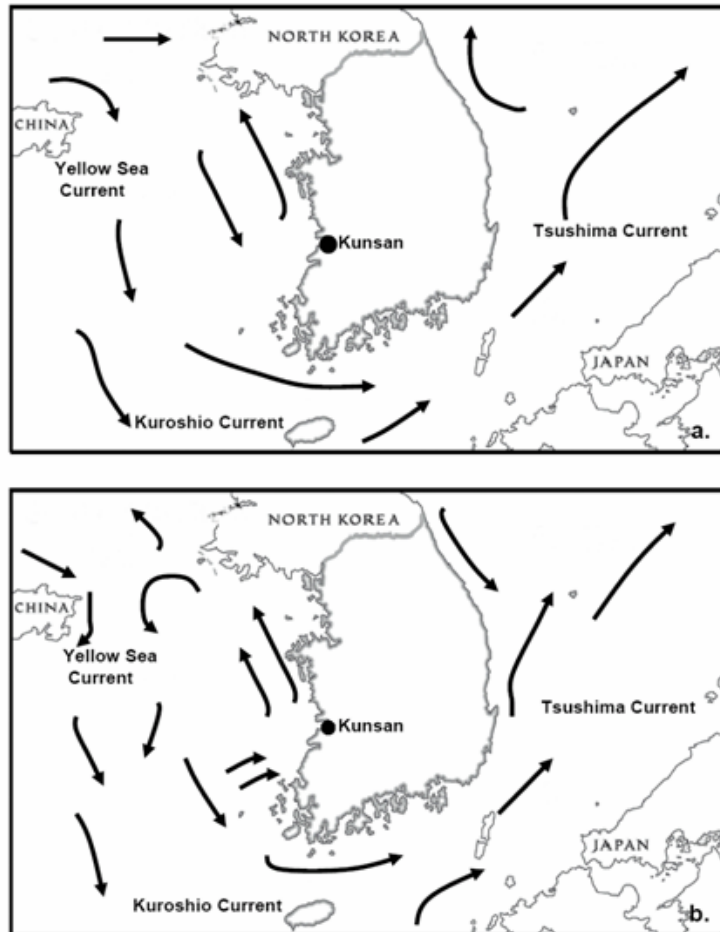 NORTH KOREA
CHINA
Yellow Sea
Current
Kunsan
Tsushima Current
JAPAN
Kuroshio Current
a.
NORTH KOREA
CHINA
Yellow Sea
Current
Kunsan
Tsushima Current
JAPAN
Kuroshio Current
b.